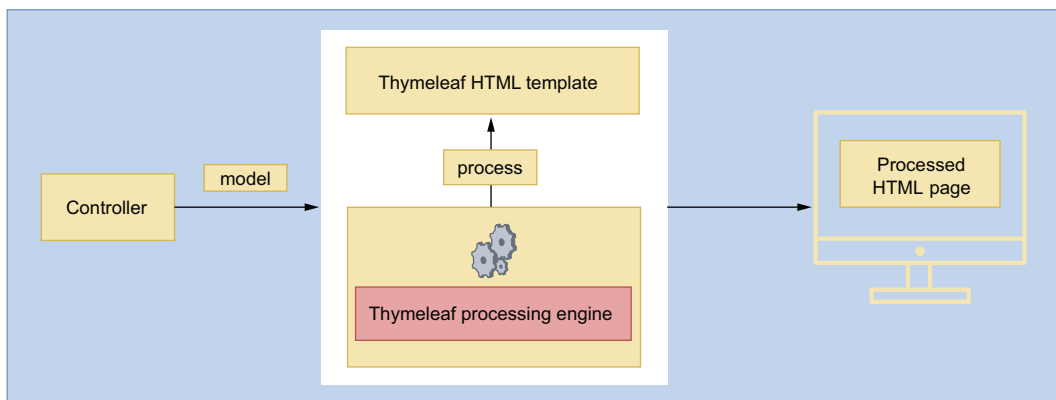 Thymeleaf HTML template
process
model
Controller
Processed
HTML page
Thymeleaf processing engine